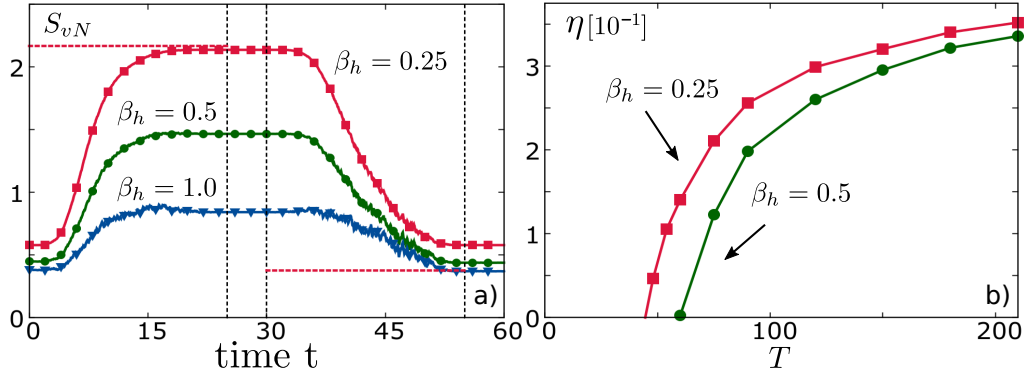 S_{vN}
2
1
0
β_h = 0.25
β_h = 0.5
β_h = 1.0
a)
0 15 30 45 60
time t
η [10⁻¹]
3
2
1
0
β_h = 0.25
β_h = 0.5
b)
0 100 200
T